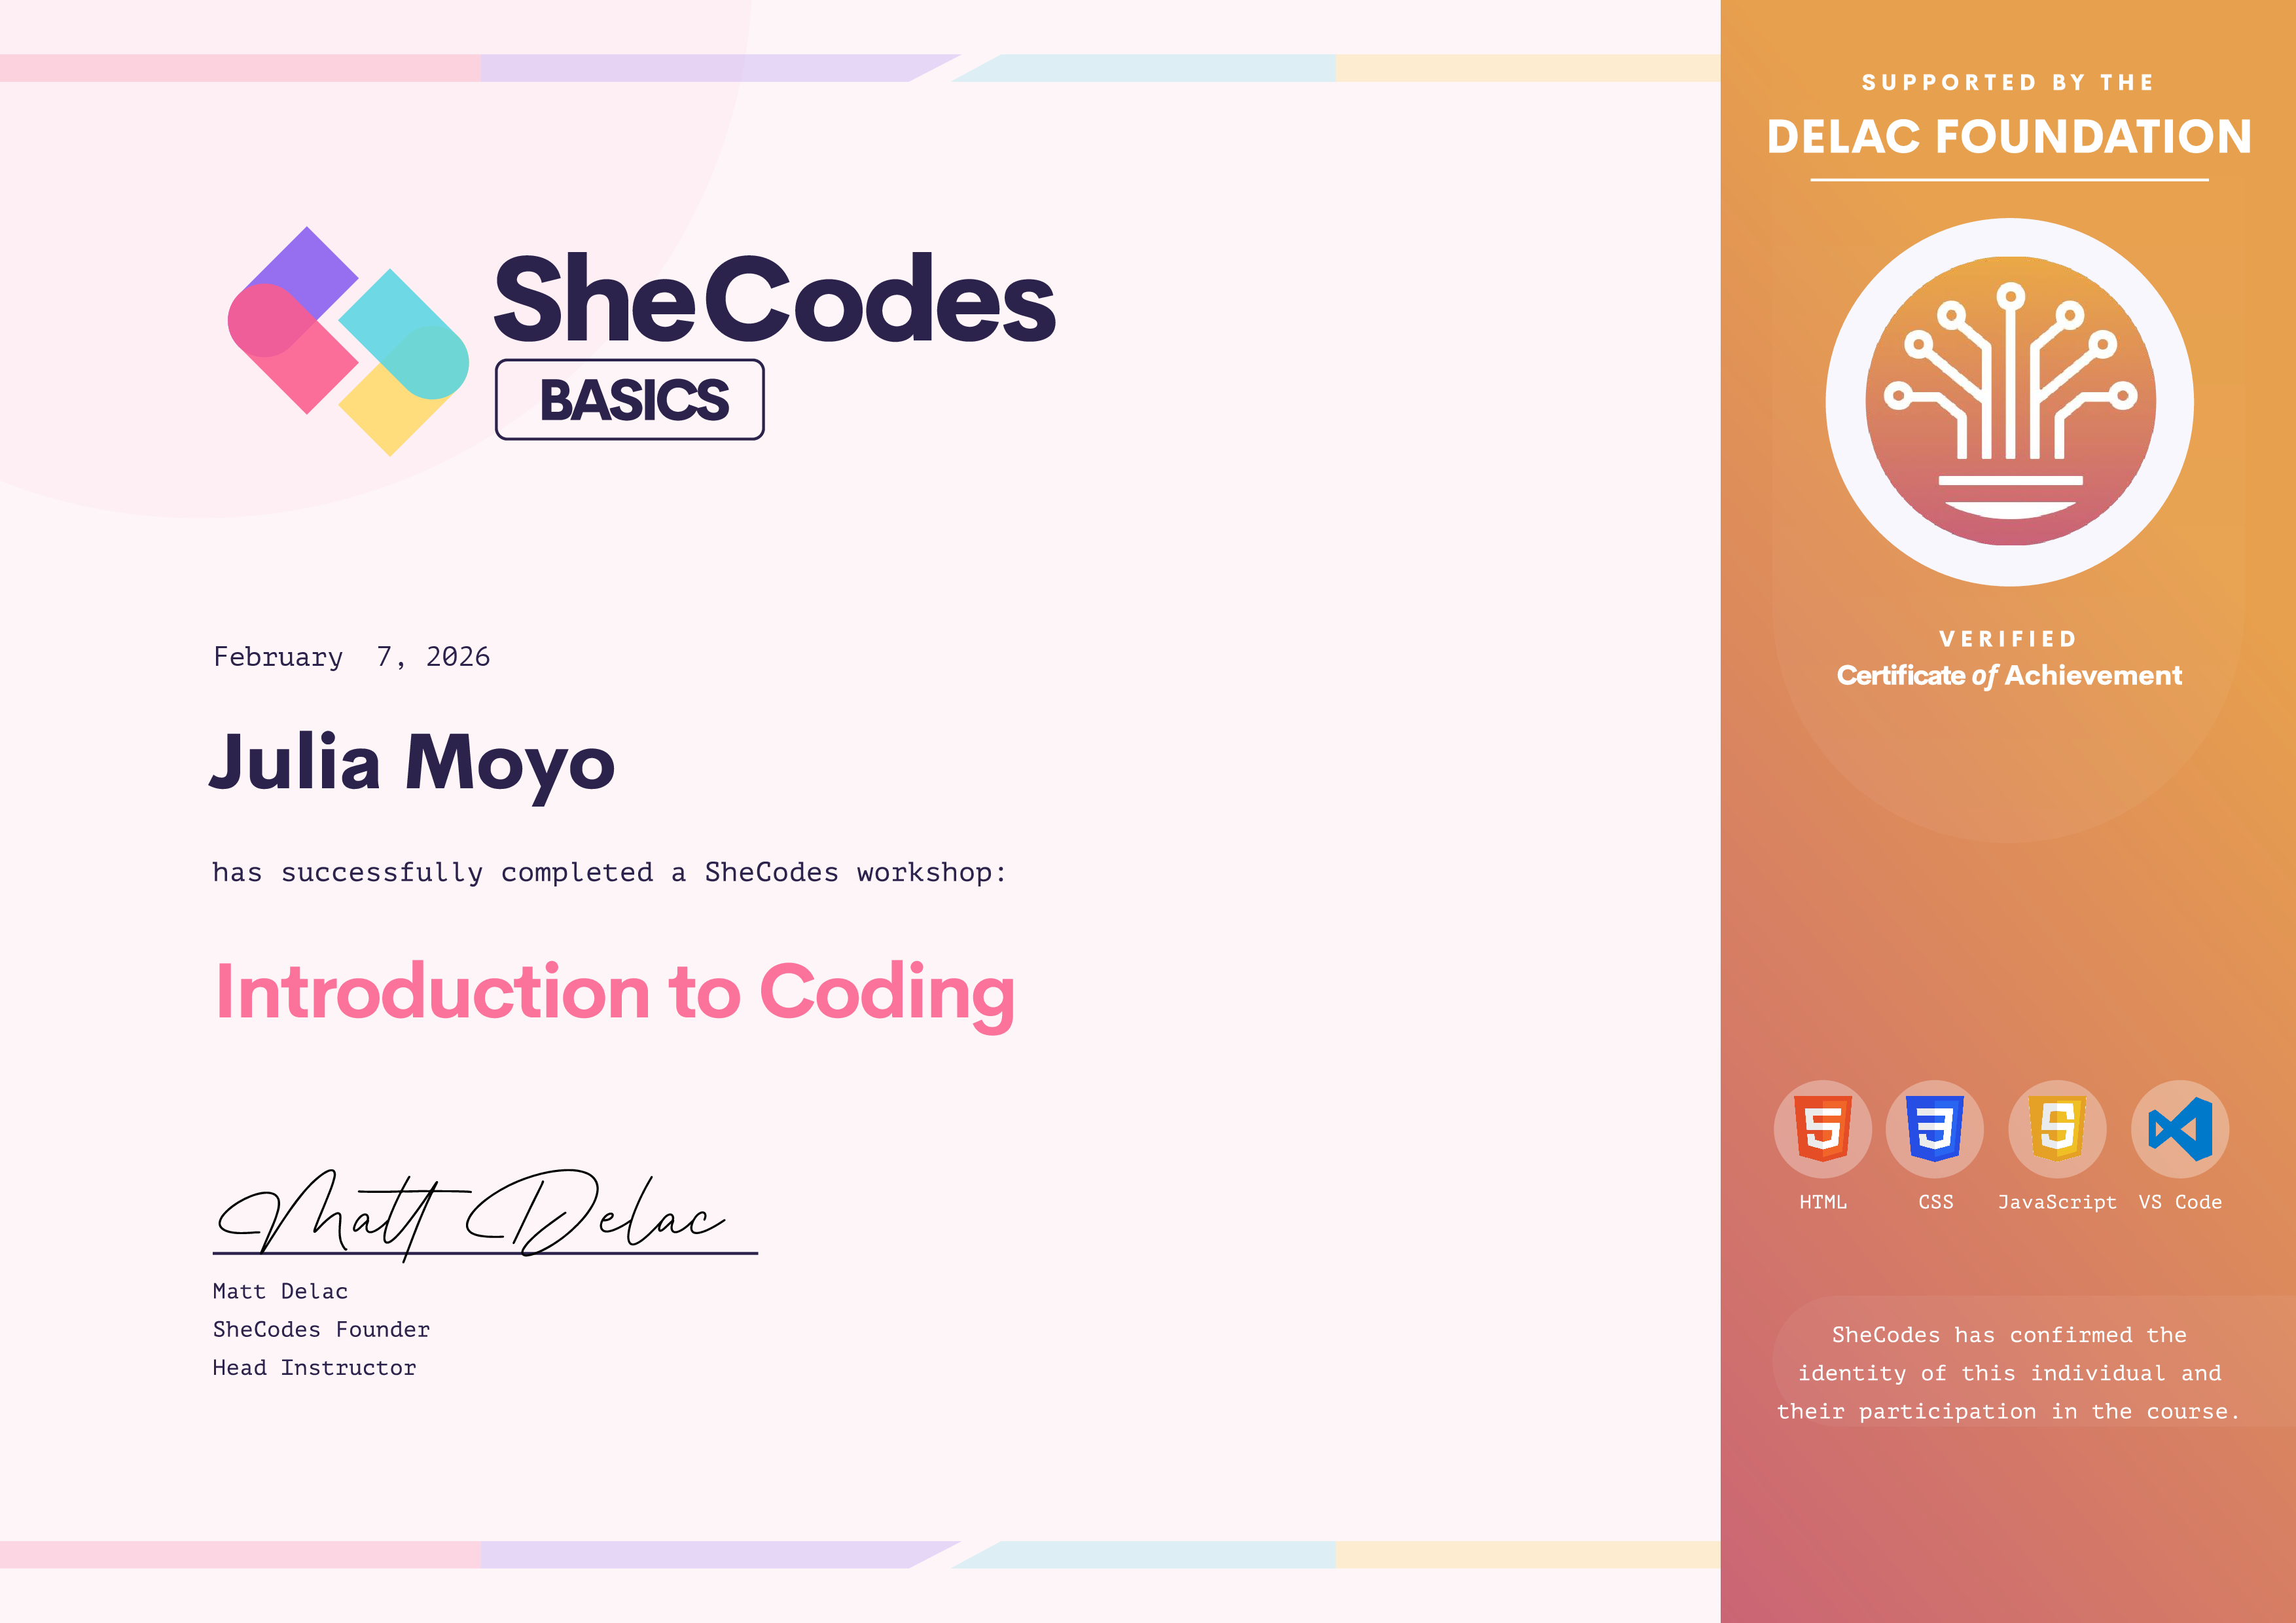 SheCodes
BASICS
February 7, 2026
Julia Moyo
has successfully completed a SheCodes workshop:
Introduction to Coding
Matt Delac
Matt Delac
SheCodes Founder
Head Instructor
SUPPORTED BY THE
DELAC FOUNDATION
VERIFIED
Certificate of Achievement
HTML CSS JavaScript VS Code
SheCodes has confirmed the
identity of this individual and
their participation in the course.